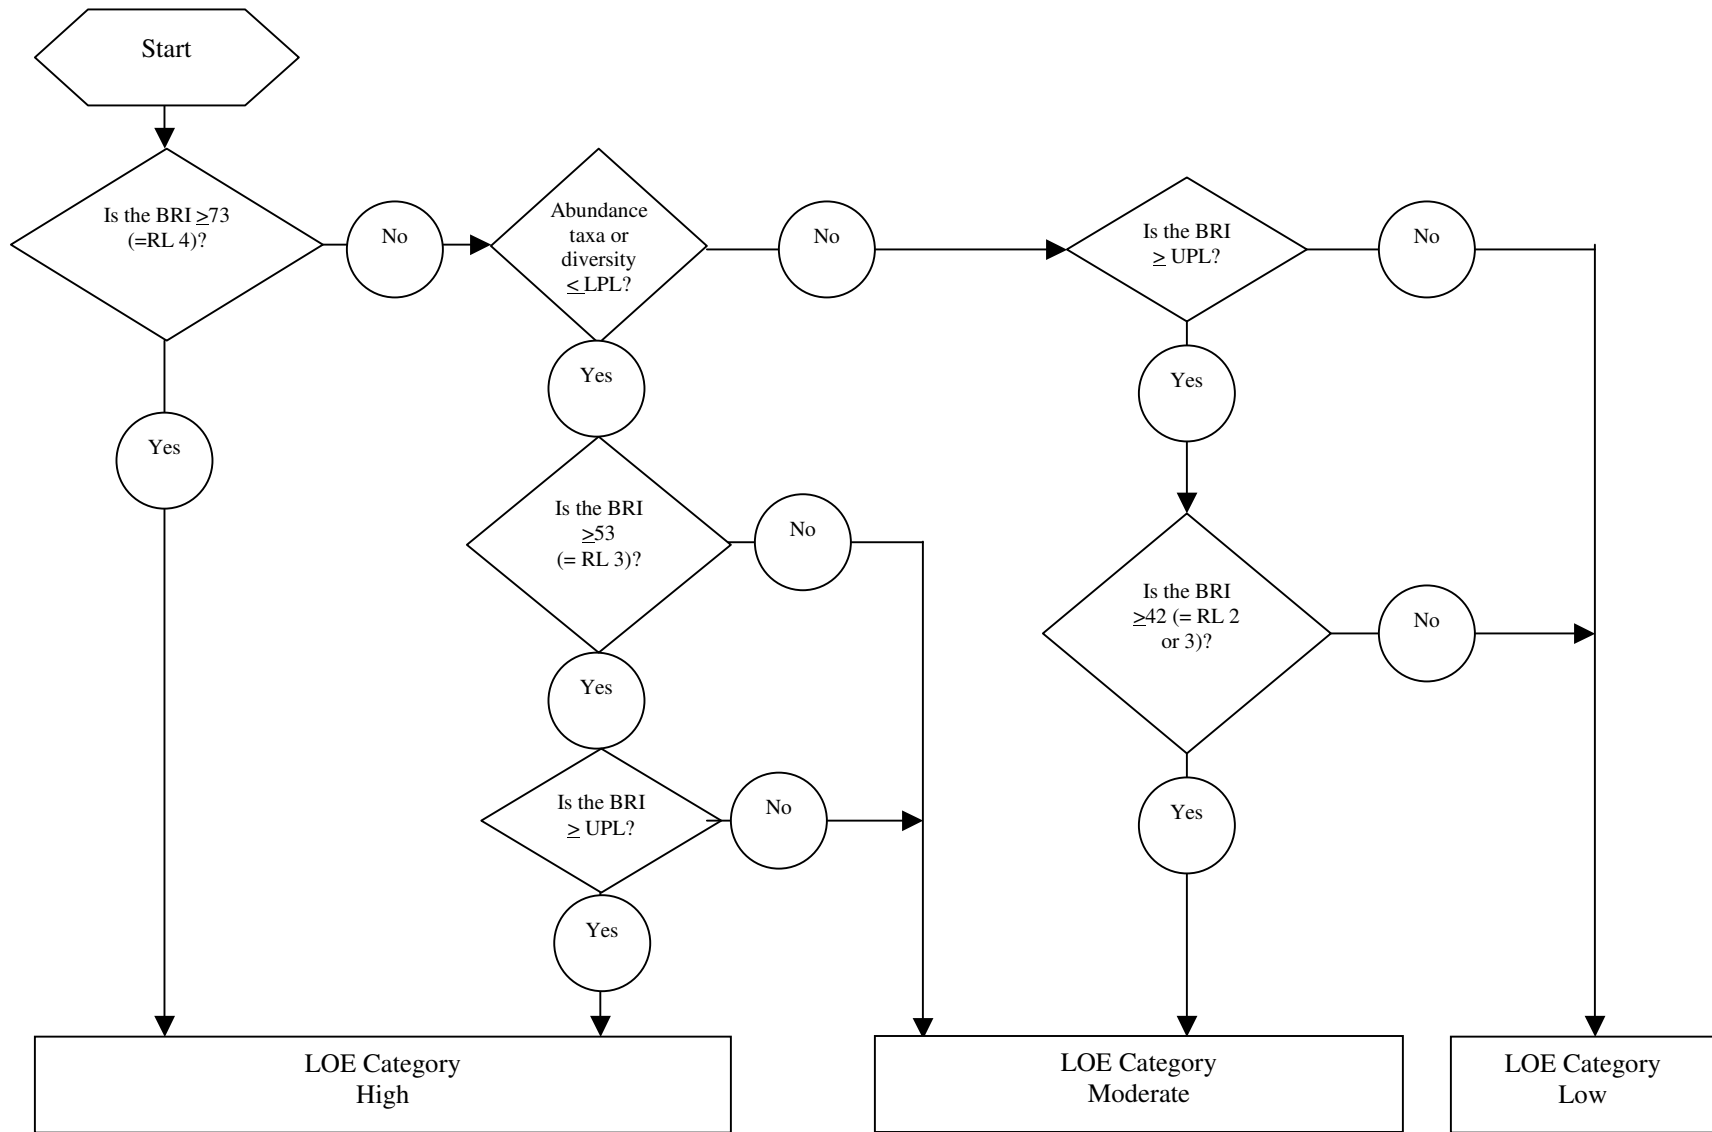 Start
Is the BRI ≥73
(=RL 4)?
No
Abundance
taxa or
diversity
≤ LPL?
No
Is the BRI
≥ UPL?
No
Yes
Yes
Yes
Is the BRI
≥53
(= RL 3)?
No
Is the BRI
≥42 (= RL 2
or 3)?
No
Yes
Is the BRI
≥ UPL?
No
Yes
Yes
LOE Category
High
LOE Category
Moderate
LOE Category
Low